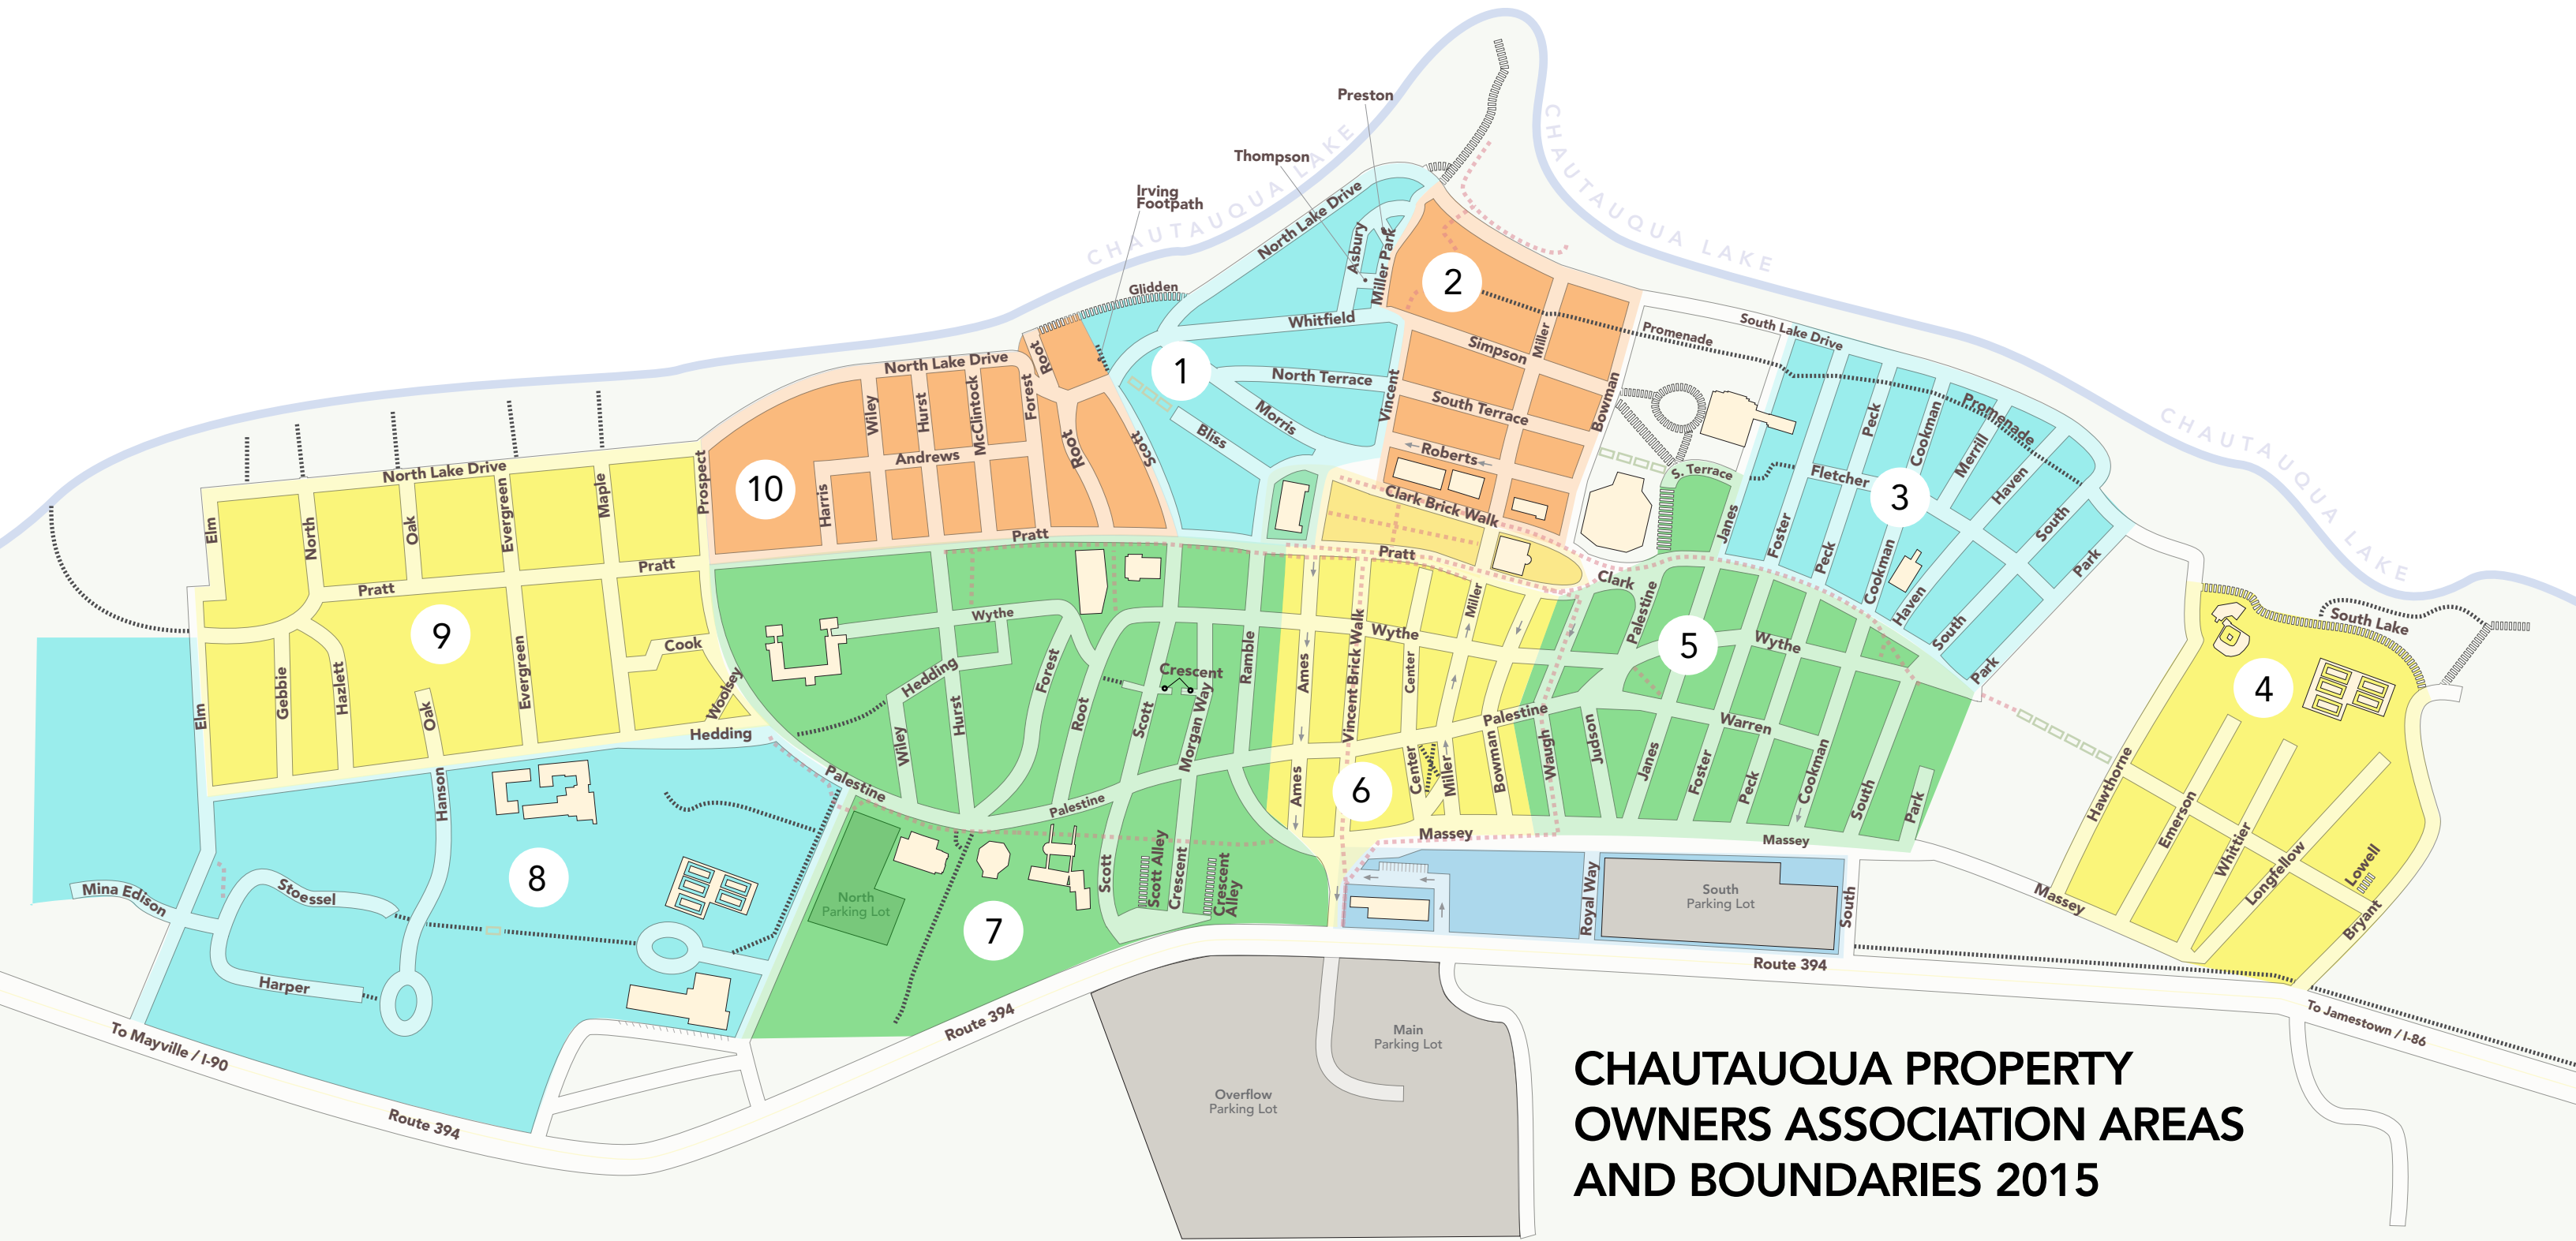 Preston
Thompson
Irving
Footpath
CHAUTAUQUA LAKE
CHAUTAUQUA LAKE
CHAUTAUQUA LAKE
Glidden
North Lake Drive
Asbury
Miller Park
Whitfield
North Terrace
Morris
Bliss
1
2
Simpson
Miller
South Terrace
Vincent
Bowman
Roberts
Clark Brick Walk
Promenade
South Lake Drive
Promenade
Peck
Cookman
Merrill
Haven
Fletcher
3
South
Park
Foster
Peck
Cookman
Haven
South
Park
S. Terrace
Janes
North Lake Drive
Root
Wiley
Hurst
McClintock
Forest
Root
Scott
Andrews
Harris
10
Pratt
Prospect
North Lake Drive
Elm
North
Oak
Evergreen
Maple
Pratt
Pratt
9
Cook
Woolsey
Gebbie
Hazlett
Oak
Evergreen
Elm
Hedding
Hanson
Wythe
Hedding
Forest
Root
Wiley
Hurst
Crescent
Scott
Morgan Way
Ramble
Palestine
Palestine
Pratt
Wythe
Ames
Vincent Brick Walk
Center
Miller
Clark
Palestine
5
Wythe
Palestine
Warren
Waugh
Judson
Janes
Foster
Peck
Cookman
South
Park
6
Ames
Center
Miller
Bowman
Massey
Massey
4
South Lake
Hawthorne
Emerson
Whittier
Longfellow
Lowell
Bryant
Massey
8
Mina Edison
Stoessel
Harper
North
Parking Lot
7
Scott
Scott Alley
Crescent
Crescent
Alley
Royal Way
South
Parking Lot
South
Route 394
Route 394
Route 394
To Mayville / I-90
To Jamestown / I-86
Main
Parking Lot
Overflow
Parking Lot
CHAUTAUQUA PROPERTY
OWNERS ASSOCIATION AREAS
AND BOUNDARIES 2015